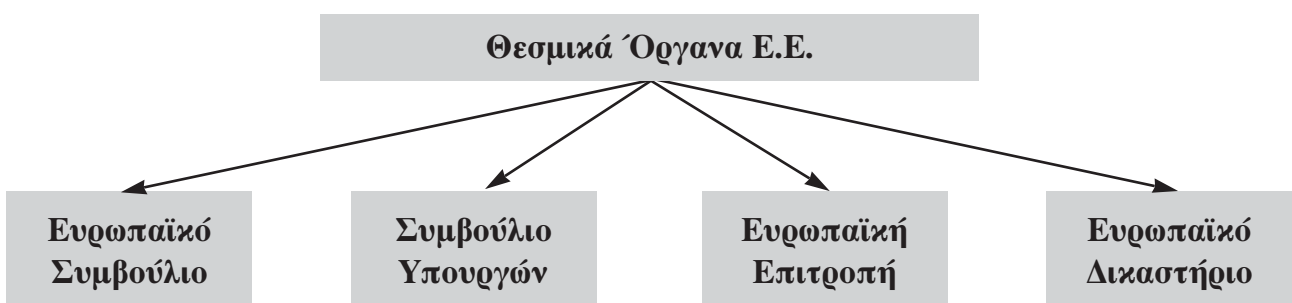 Θεσμικά Όργανα Ε.Ε.
Ευρωπαϊκό
Συμβούλιο
Συμβούλιο
Υπουργών
Ευρωπαϊκή
Επιτροπή
Ευρωπαϊκό
Δικαστήριο